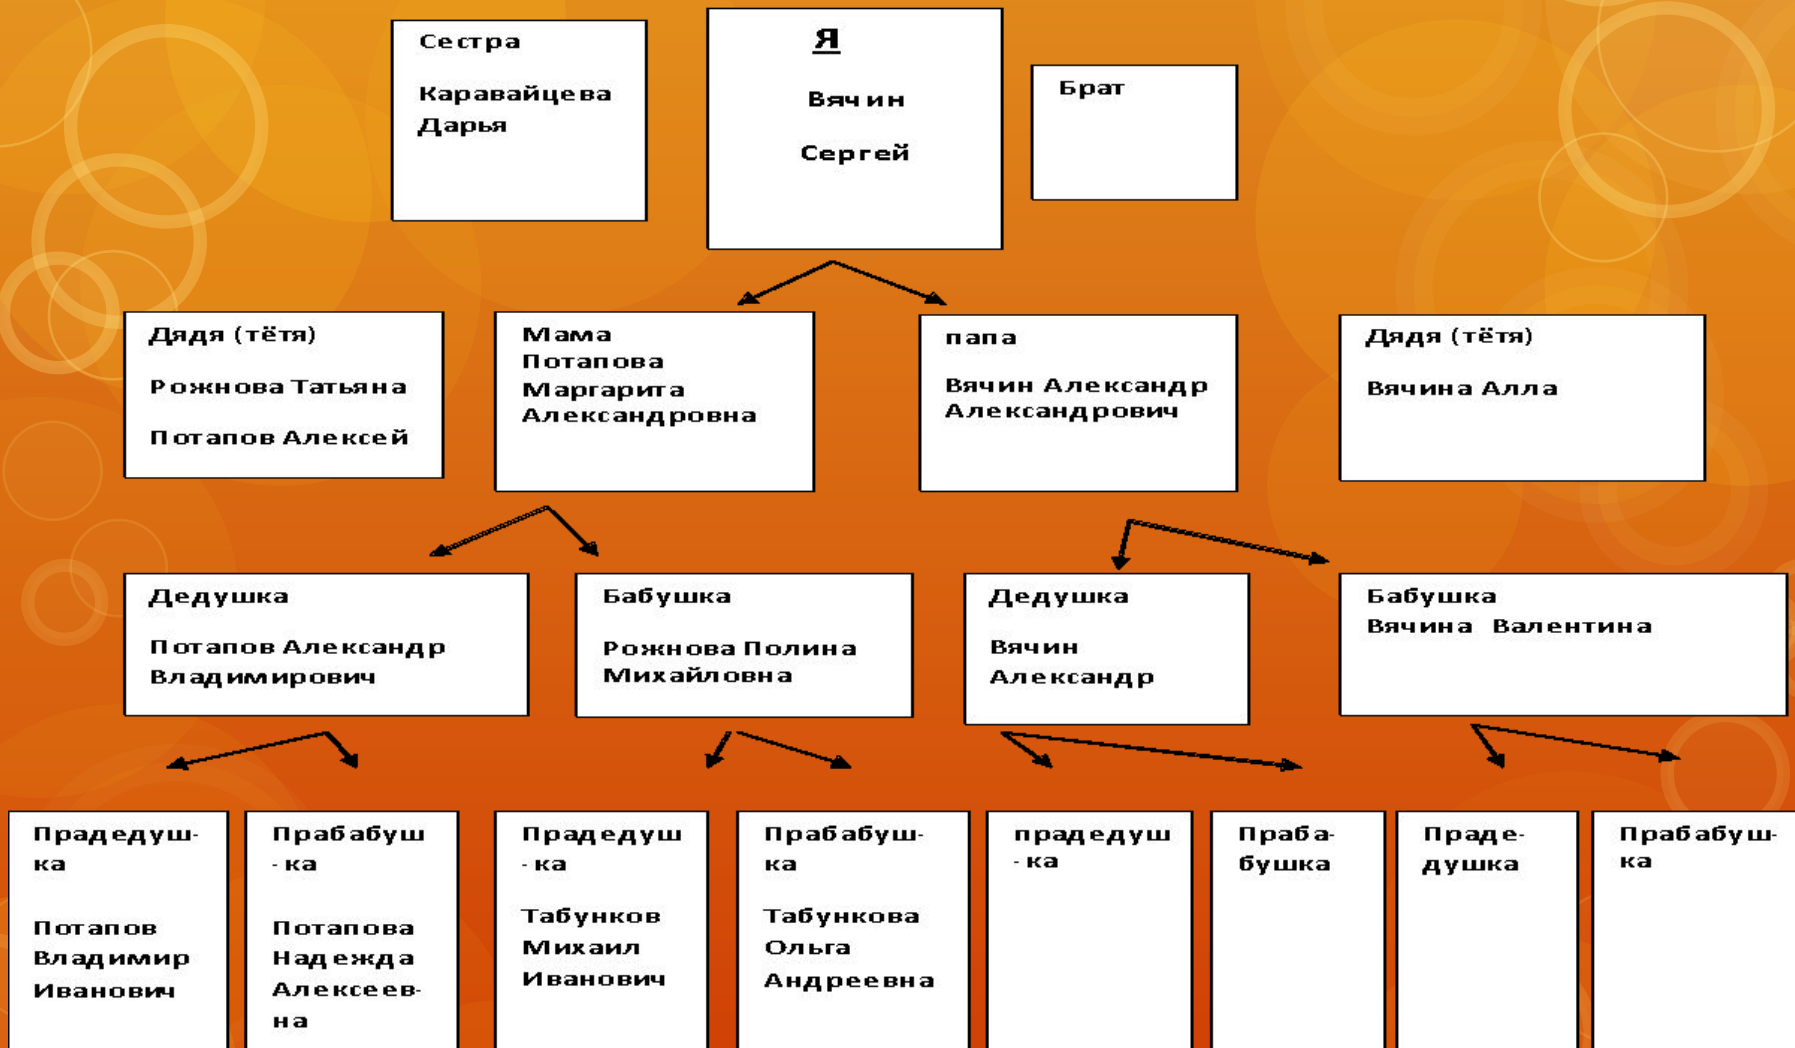 Сестра
Каравайцева
Дарья
Я
Вячин
Сергей
Брат
Дядя (тётя)
Рожнова Татьяна
Потапов Алексей
Мама
Потапова
Маргарита
Александровна
папа
Вячин Александр
Александрович
Дядя (тётя)
Вячина Алла
Дедушка
Потапов Александр
Владимирович
Бабушка
Рожнова Полина
Михайловна
Дедушка
Вячин
Александр
Бабушка
Вячина Валентина
Прадедуш-
ка
Потапов
Владимир
Иванович
Прабабуш
- ка
Потапова
Надежда
Алексеев-
на
Прадедуш
- ка
Табунков
Михаил
Иванович
Прабабуш-
ка
Табункова
Ольга
Андреевна
прадедуш
- ка
Праба-
бушка
Праде-
душка
Прабабуш-
ка